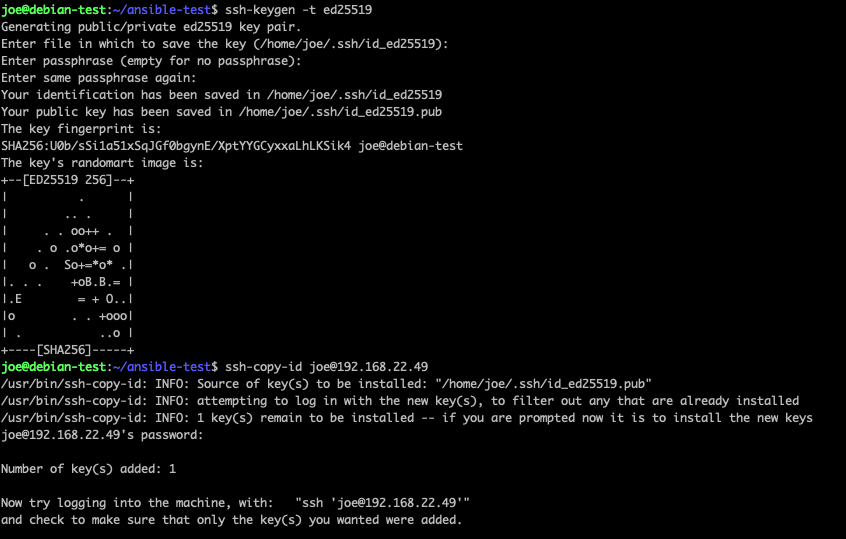 joe@debian-test:~/ansible-test$ ssh-keygen -t ed25519
Generating public/private ed25519 key pair.
Enter file in which to save the key (/home/joe/.ssh/id_ed25519):
Enter passphrase (empty for no passphrase):
Enter same passphrase again:
Your identification has been saved in /home/joe/.ssh/id_ed25519
Your public key has been saved in /home/joe/.ssh/id_ed25519.pub
The key fingerprint is:
SHA256:U0b/sSi1a51xSqJGf0bgynE/XptYYGCyxxaLhLKSik4 joe@debian-test
The key's randomart image is:
+--[ED25519 256]--+
|          .      |
|        .. .     |
|     . . oo++ .  |
|    . o .o*o+= o |
|   o .  So+=*o* .|
|. . .    +oB.B.= |
|.E        = + O..|
|o        . . +ooo|
| .           ..o |
+----[SHA256]-----+
joe@debian-test:~/ansible-test$ ssh-copy-id joe@192.168.22.49
/usr/bin/ssh-copy-id: INFO: Source of key(s) to be installed: "/home/joe/.ssh/id_ed25519.pub"
/usr/bin/ssh-copy-id: INFO: attempting to log in with the new key(s), to filter out any that are already installed
/usr/bin/ssh-copy-id: INFO: 1 key(s) remain to be installed -- if you are prompted now it is to install the new keys
joe@192.168.22.49's password:

Number of key(s) added: 1

Now try logging into the machine, with:   "ssh 'joe@192.168.22.49'"
and check to make sure that only the key(s) you wanted were added.